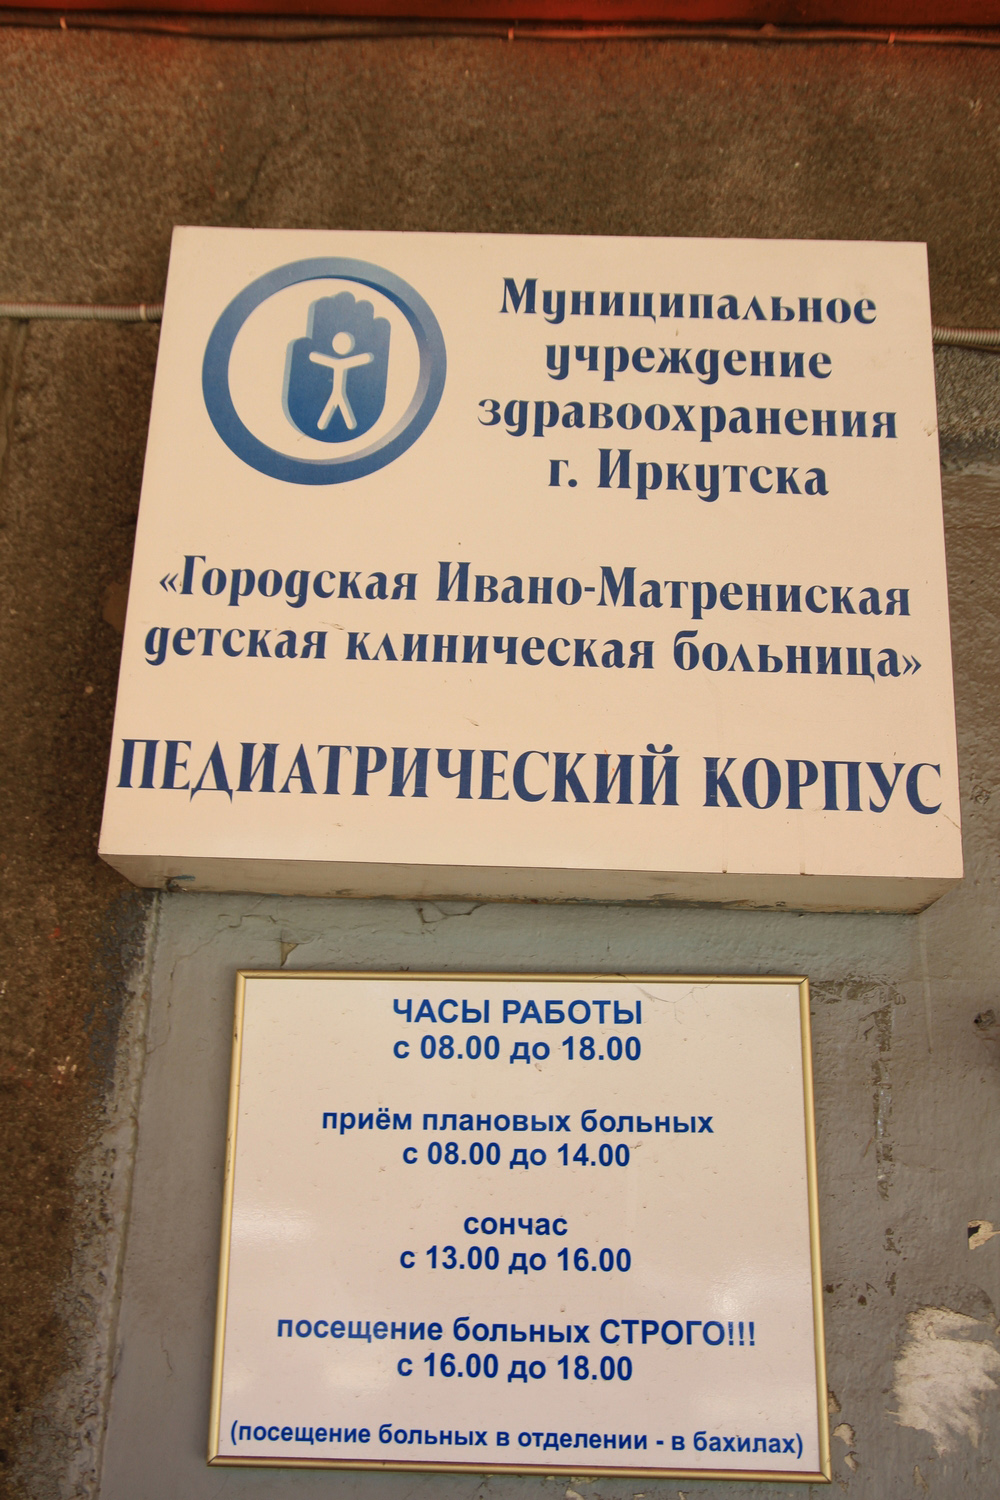 Муниципальное
учреждение
здравоохранения
г. Иркутска
«Городская Ивано-Матрениская
детская клиническая больница»
ПЕДИАТРИЧЕСКИЙ КОРПУС
ЧАСЫ РАБОТЫ
с 08.00 до 18.00
приём плановых больных
с 08.00 до 14.00
сончас
с 13.00 до 16.00
посещение больных СТРОГО!!!
с 16.00 до 18.00
(посещение больных в отделении - в бахилах)